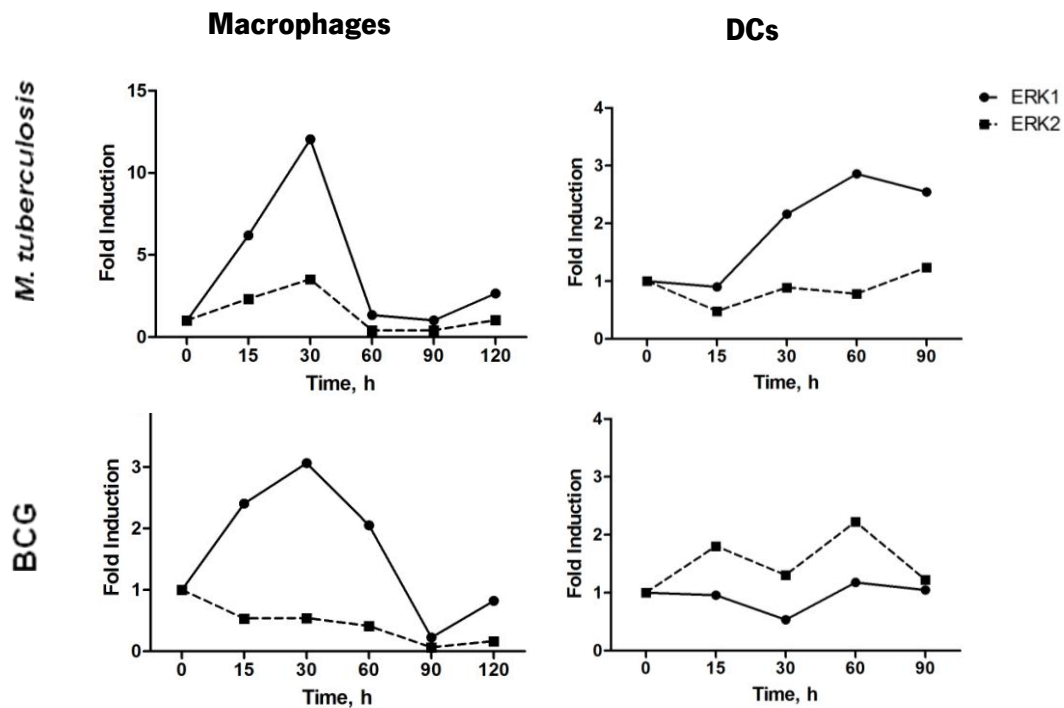 Macrophages
DCs
M. tuberculosis
Fold Induction
15
10
5
0
0 15 30 60 90 120
Time, h
Fold Induction
4
3
2
1
0
0 15 30 60 90
Time, h
ERK1
ERK2
BCG
Fold Induction
3
2
1
0
0 15 30 60 90 120
Time, h
Fold Induction
4
3
2
1
0
0 15 30 60 90
Time, h